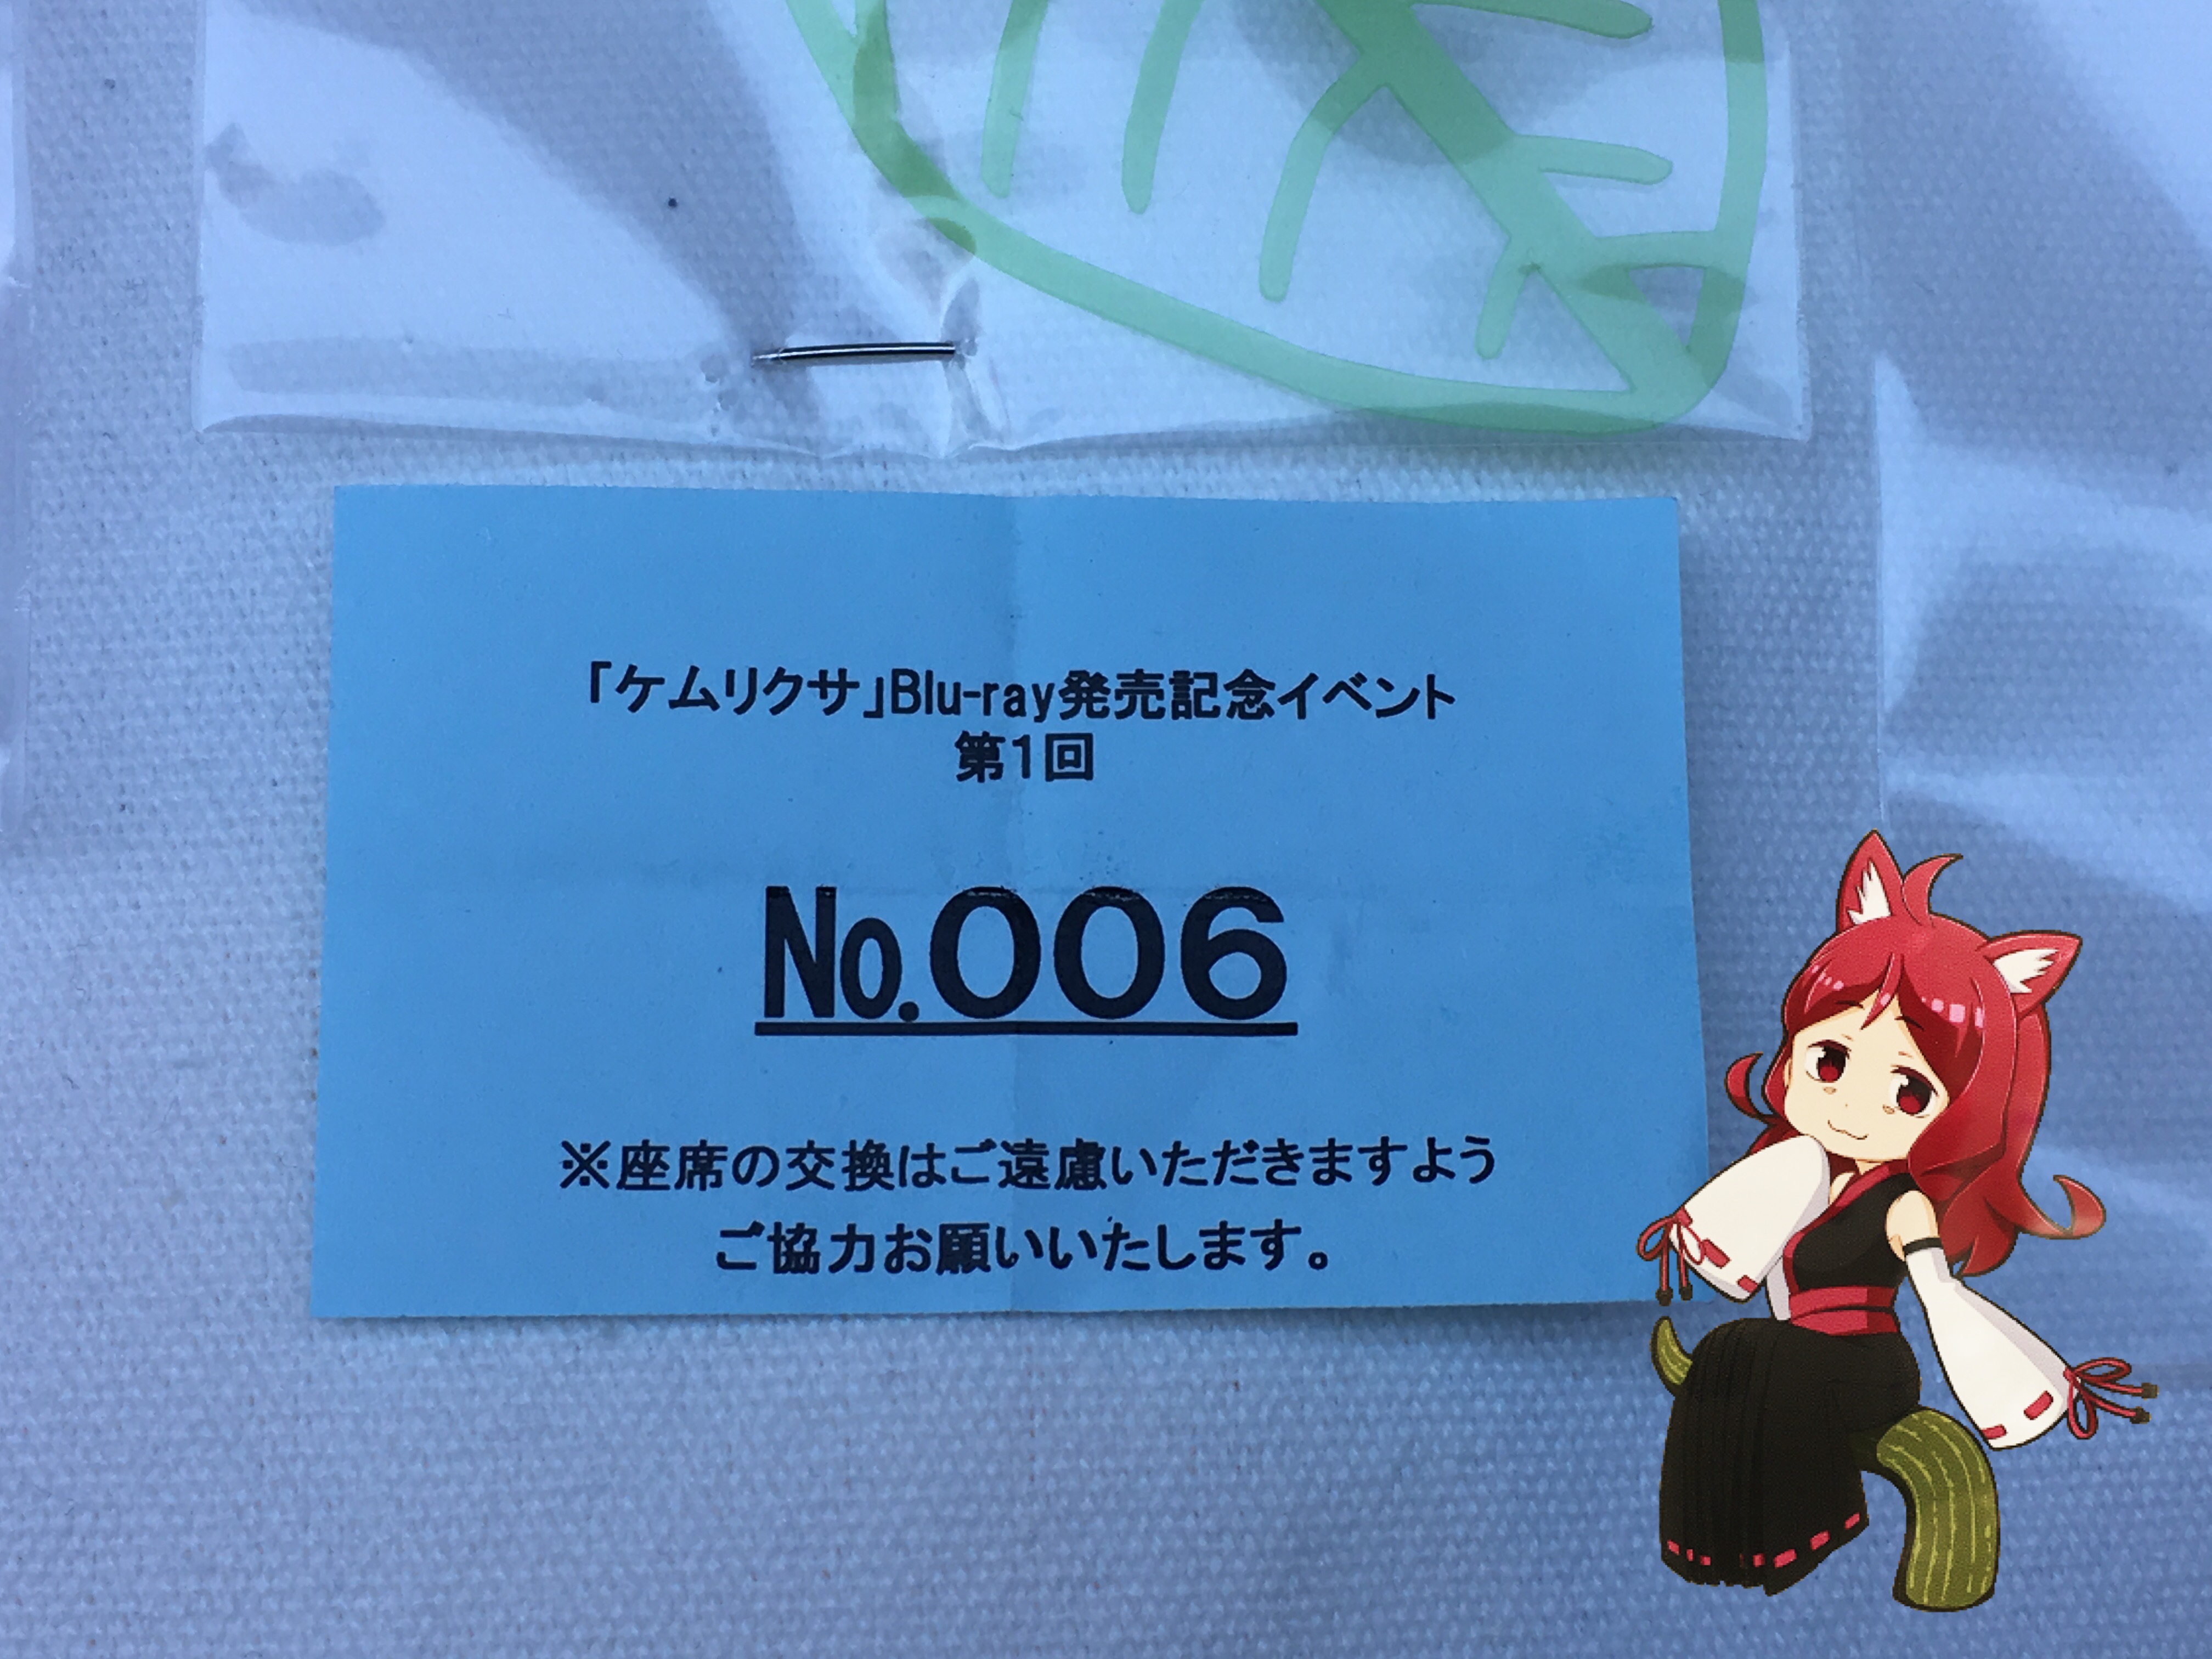 「ケムリクサ」Blu-ray発売記念イベント
第1回
No.006
※座席の交換はご遠慮いただきますよう
ご協力お願いいたします。